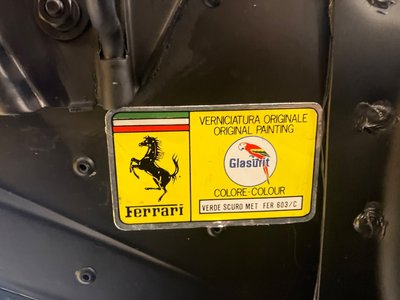 VERNICIATURA ORIGINALE
ORIGINAL PAINTING
Glasurit
COLORE-COLOUR
Ferrari
VERDE SCURO MET FER 603/C